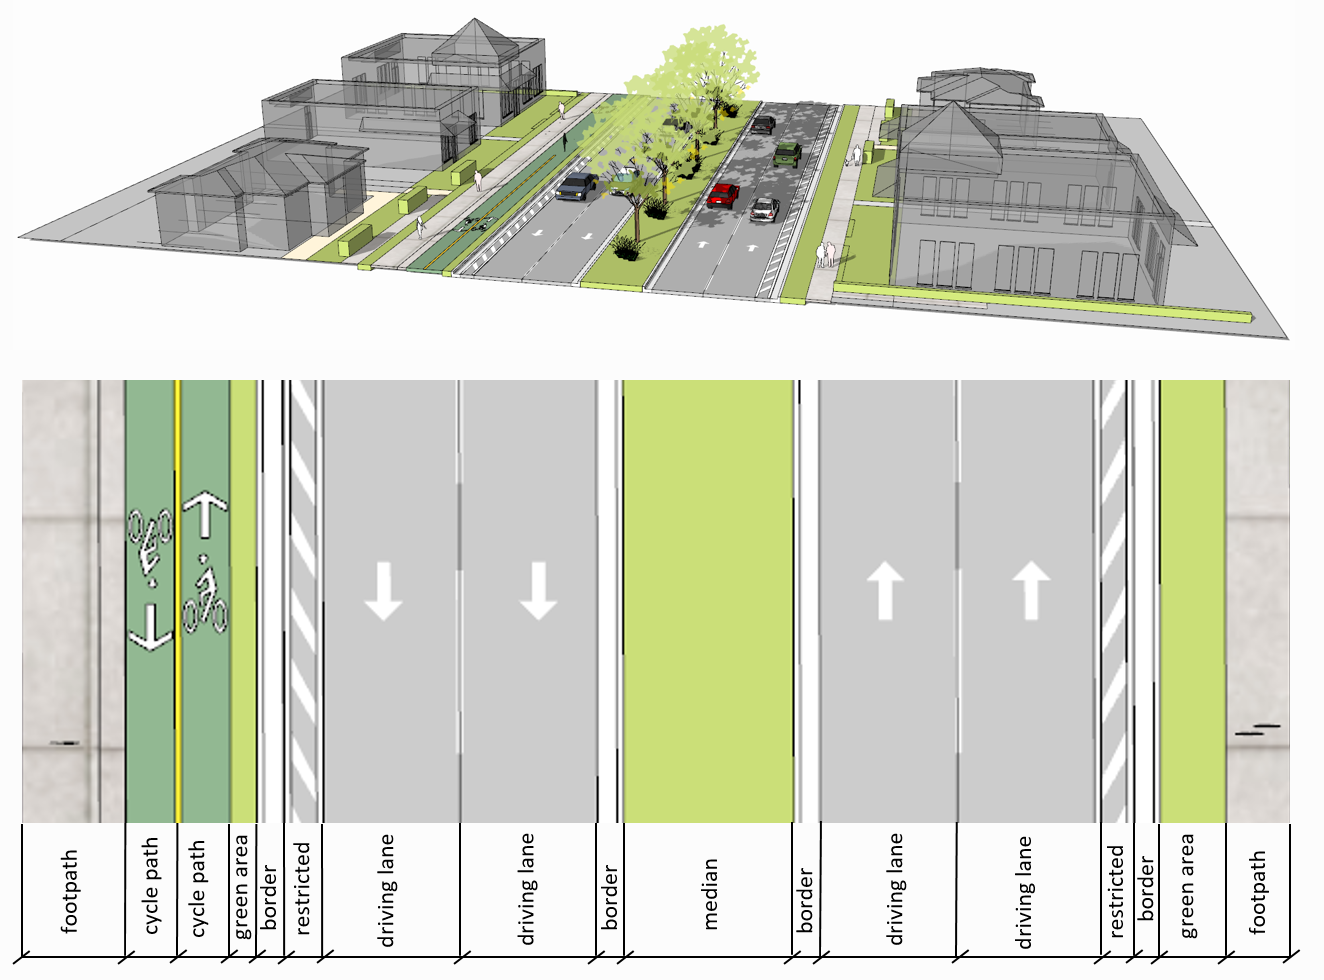 footpath
cycle path
cycle path
green area
border
restricted
driving lane
driving lane
border
median
border
driving lane
driving lane
restricted
border
green area
footpath